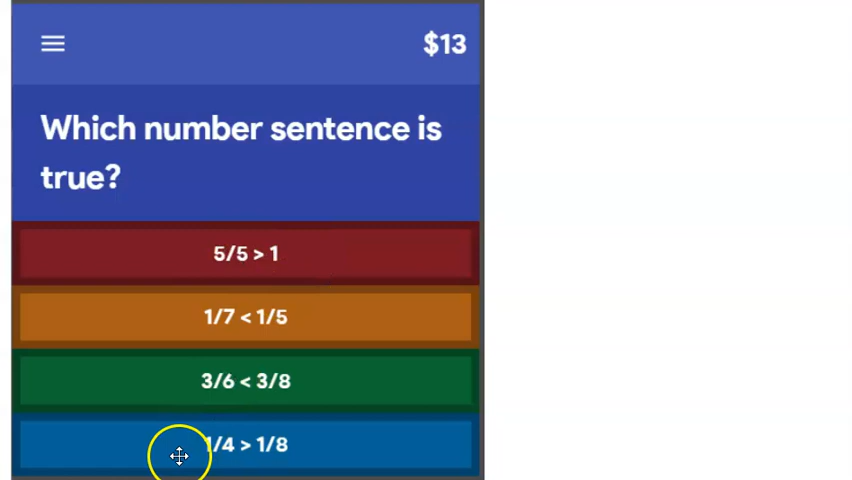 $13
Which number sentence is
true?
5/5 > 1
1/7 < 1/5
3/6 < 3/8
1/4 > 1/8